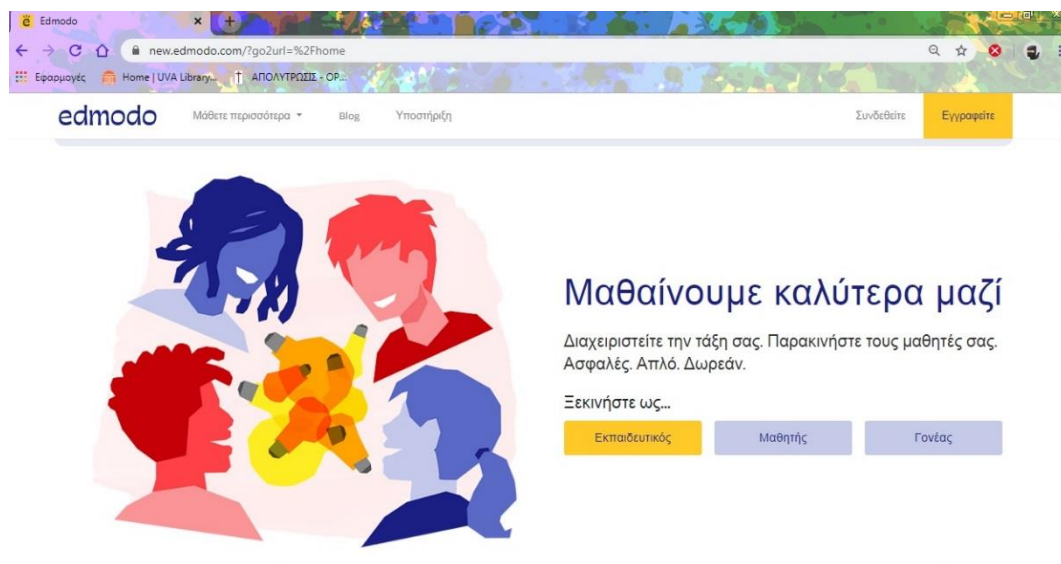 Edmodo
new.edmodo.com/?go2url=%2Fhome
Εφαρμογές Home | UVA Library... ΑΠΟΛΥΤΡΩΣΙΣ - ΟΡ...
edmodo Μάθετε περισσότερα Blog Υποστήριξη Συνδεθείτε Εγγραφείτε
Μαθαίνουμε καλύτερα μαζί
Διαχειριστείτε την τάξη σας. Παρακινήστε τους μαθητές σας.
Ασφαλές. Απλό. Δωρεάν.
Ξεκινήστε ως...
Εκπαιδευτικός Μαθητής Γονέας